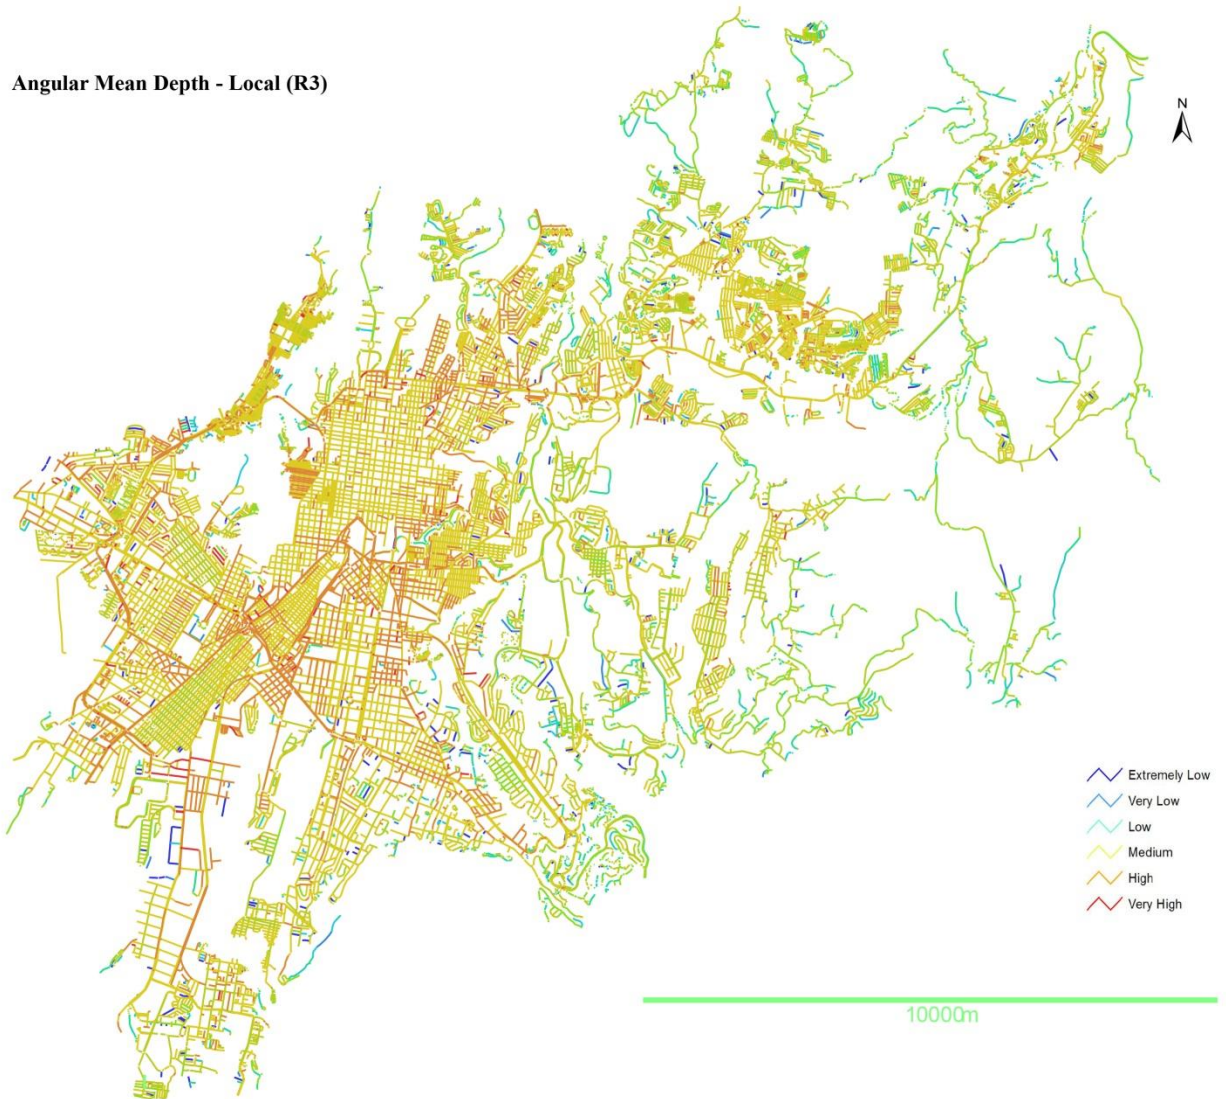 Angular Mean Depth - Local (R3)
N
Extremely Low
Very Low
Low
Medium
High
Very High
10000m